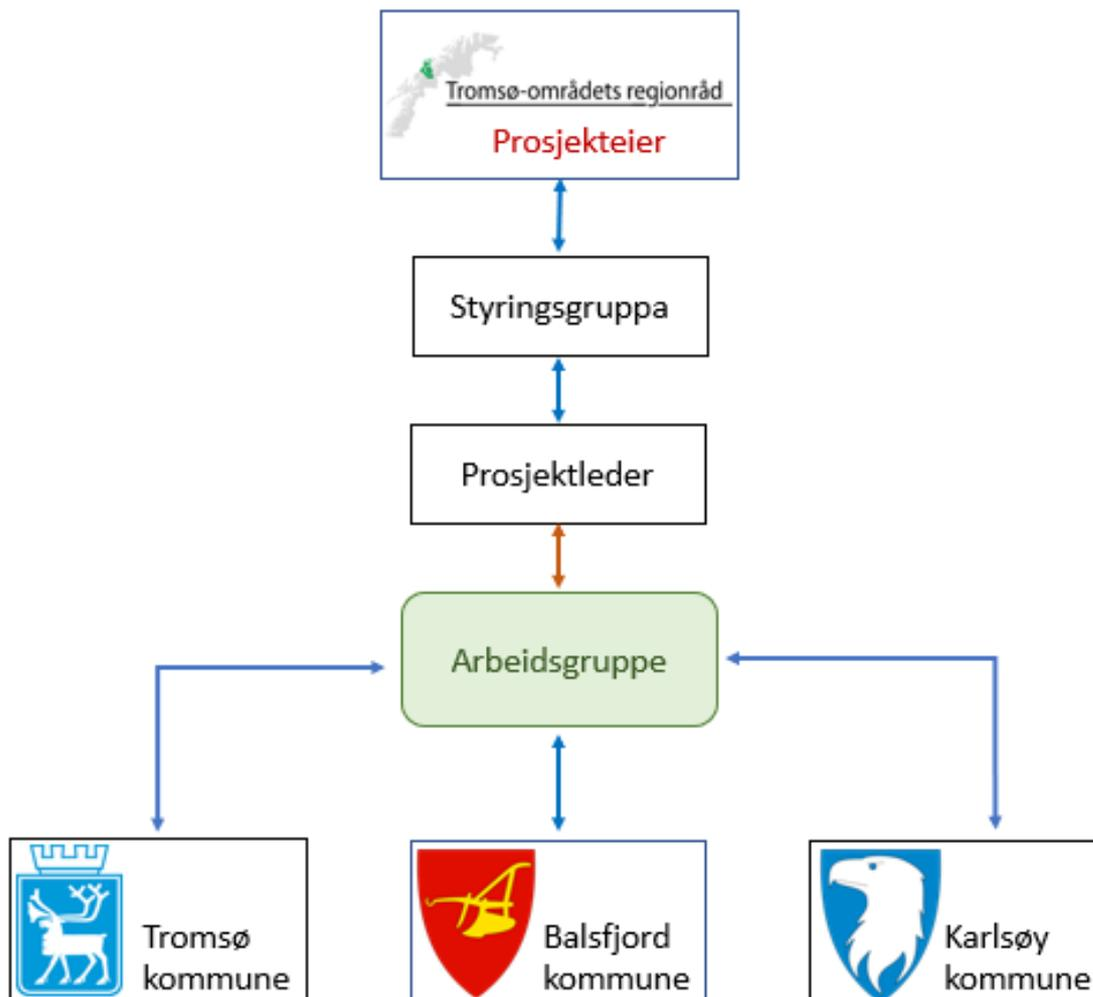 Tromsø-områdets regionråd
Prosjekteier
Styringsgruppa
Prosjektleder
Arbeidsgruppe
Tromsø
kommune
Balsfjord
kommune
Karlsøy
kommune